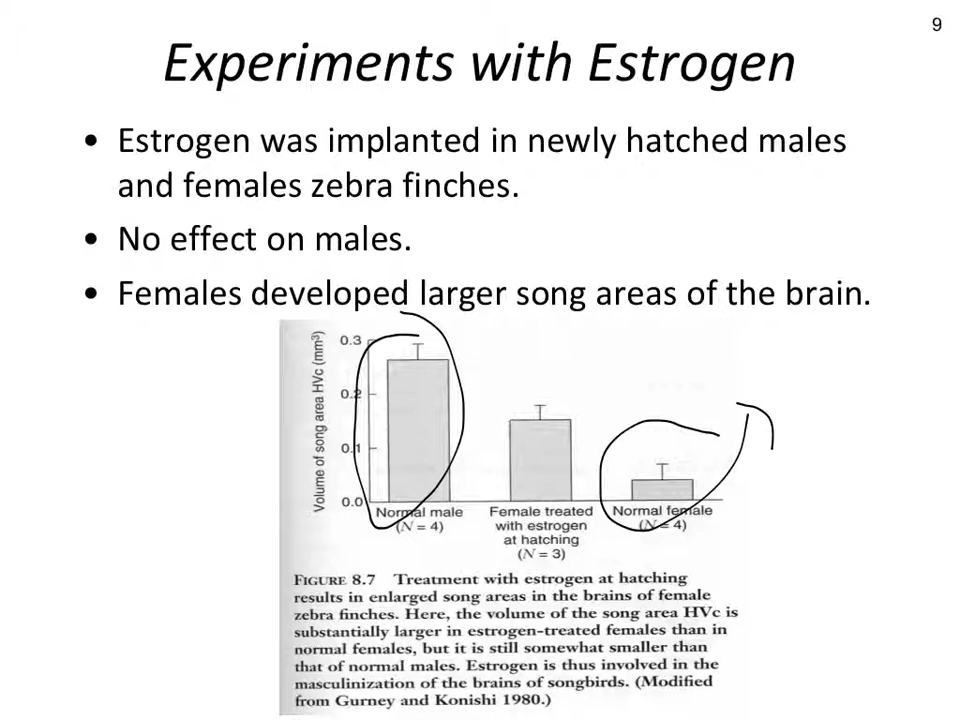 9
Experiments with Estrogen
• Estrogen was implanted in newly hatched males
and females zebra finches.
• No effect on males.
• Females developed larger song areas of the brain.
Volume of song area HVc (mm³)
0.3
0.2
0.1
0.0
Normal male
(N = 4)
Female treated
with estrogen
at hatching
(N = 3)
Normal female
(N = 4)
FIGURE 8.7 Treatment with estrogen at hatching
results in enlarged song areas in the brains of female
zebra finches. Here, the volume of the song area HVc is
substantially larger in estrogen-treated females than in
normal females, but it is still somewhat smaller than
that of normal males. Estrogen is thus involved in the
masculinization of the brains of songbirds. (Modified
from Gurney and Konishi 1980.)